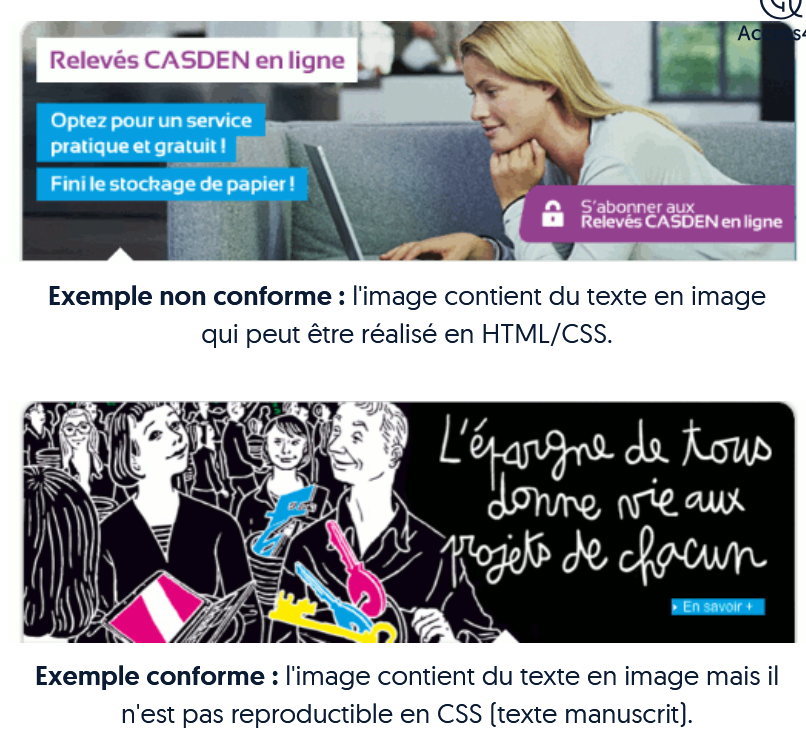 Relevés CASDEN en ligne
Optez pour un service
pratique et gratuit !
Fini le stockage de papier !
S'abonner aux
Relevés CASDEN en ligne
Exemple non conforme : l'image contient du texte en image
qui peut être réalisé en HTML/CSS.
L'épargne de tous
donne vie aux
projets de chacun
En savoir +
Exemple conforme : l'image contient du texte en image mais il
n'est pas reproductible en CSS (texte manuscrit).